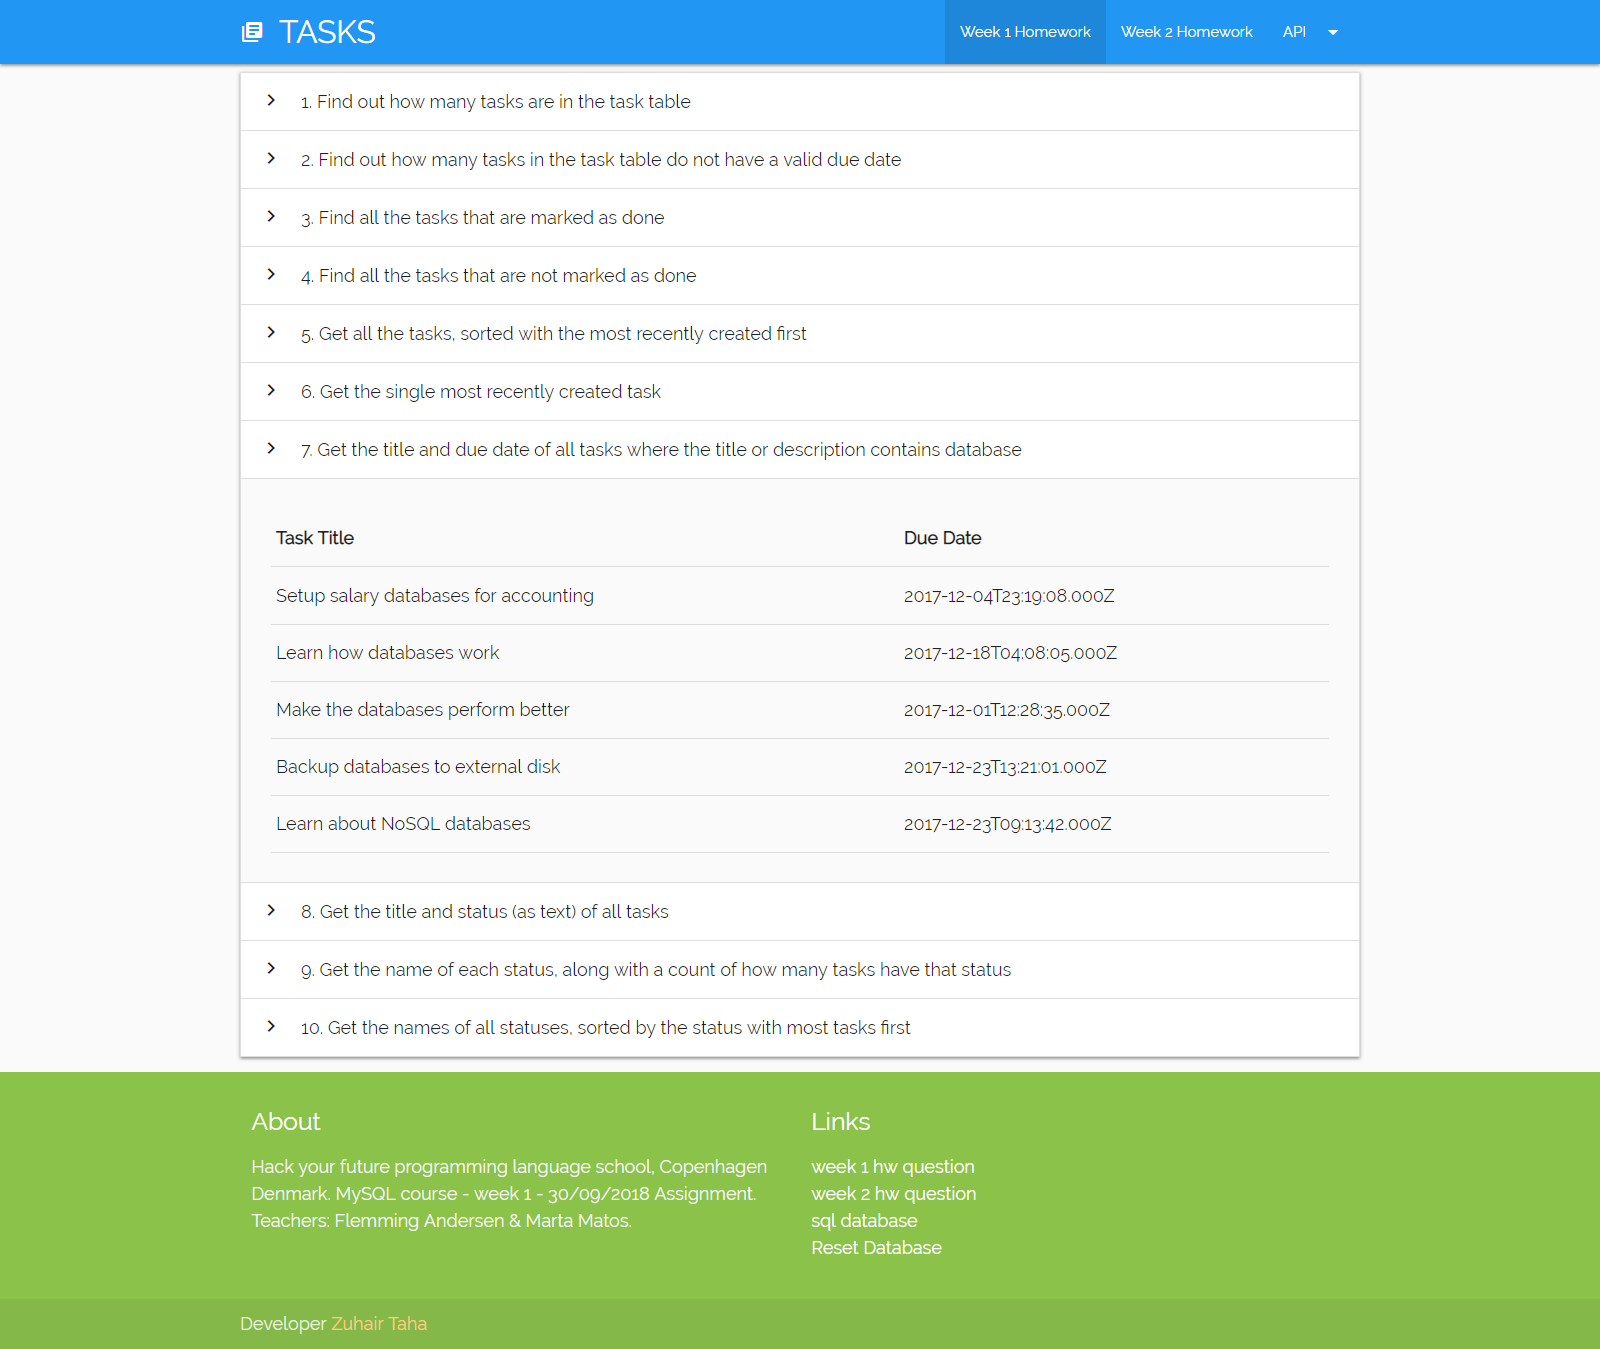 TASKS
Week 1 Homework
Week 2 Homework
API
1. Find out how many tasks are in the task table
2. Find out how many tasks in the task table do not have a valid due date
3. Find all the tasks that are marked as done
4. Find all the tasks that are not marked as done
5. Get all the tasks, sorted with the most recently created first
6. Get the single most recently created task
7. Get the title and due date of all tasks where the title or description contains database
Task Title Due Date
Setup salary databases for accounting 2017-12-04T23:19:08.000Z
Learn how databases work 2017-12-18T04:08:05.000Z
Make the databases perform better 2017-12-01T12:28:35.000Z
Backup databases to external disk 2017-12-23T13:21:01.000Z
Learn about NoSQL databases 2017-12-23T09:13:42.000Z
8. Get the title and status (as text) of all tasks
9. Get the name of each status, along with a count of how many tasks have that status
10. Get the names of all statuses, sorted by the status with most tasks first
About
Hack your future programming language school, Copenhagen
Denmark. MySQL course - week 1 - 30/09/2018 Assignment.
Teachers: Flemming Andersen & Marta Matos.
Links
week 1 hw question
week 2 hw question
sql database
Reset Database
Developer Zuhair Taha